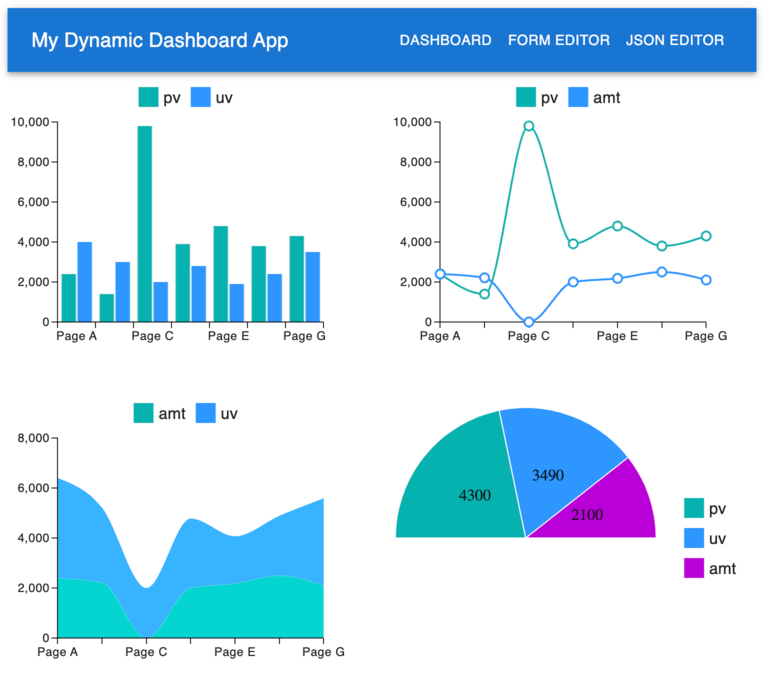 My Dynamic Dashboard App DASHBOARD FORM EDITOR JSON EDITOR
pv uv
10,000
8,000
6,000
4,000
2,000
0
Page A Page C Page E Page G
pv amt
10,000
8,000
6,000
4,000
2,000
0
Page A Page C Page E Page G
amt uv
8,000
6,000
4,000
2,000
0
Page A Page C Page E Page G
3490
4300
2100
pv
uv
amt